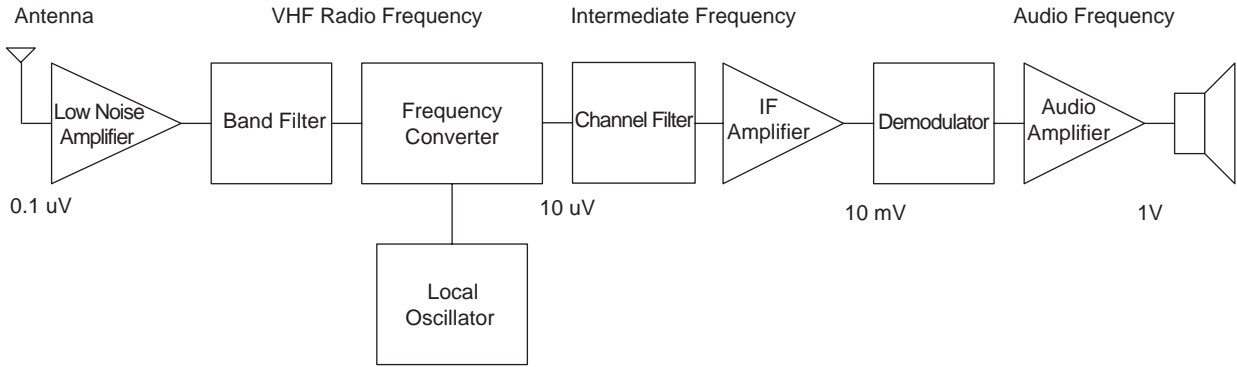 Antenna
VHF Radio Frequency
Intermediate Frequency
Audio Frequency
Low Noise
Amplifier
Band Filter
Frequency
Converter
Channel Filter
IF
Amplifier
Demodulator
Audio
Amplifier
0.1 uV
10 uV
10 mV
1V
Local
Oscillator